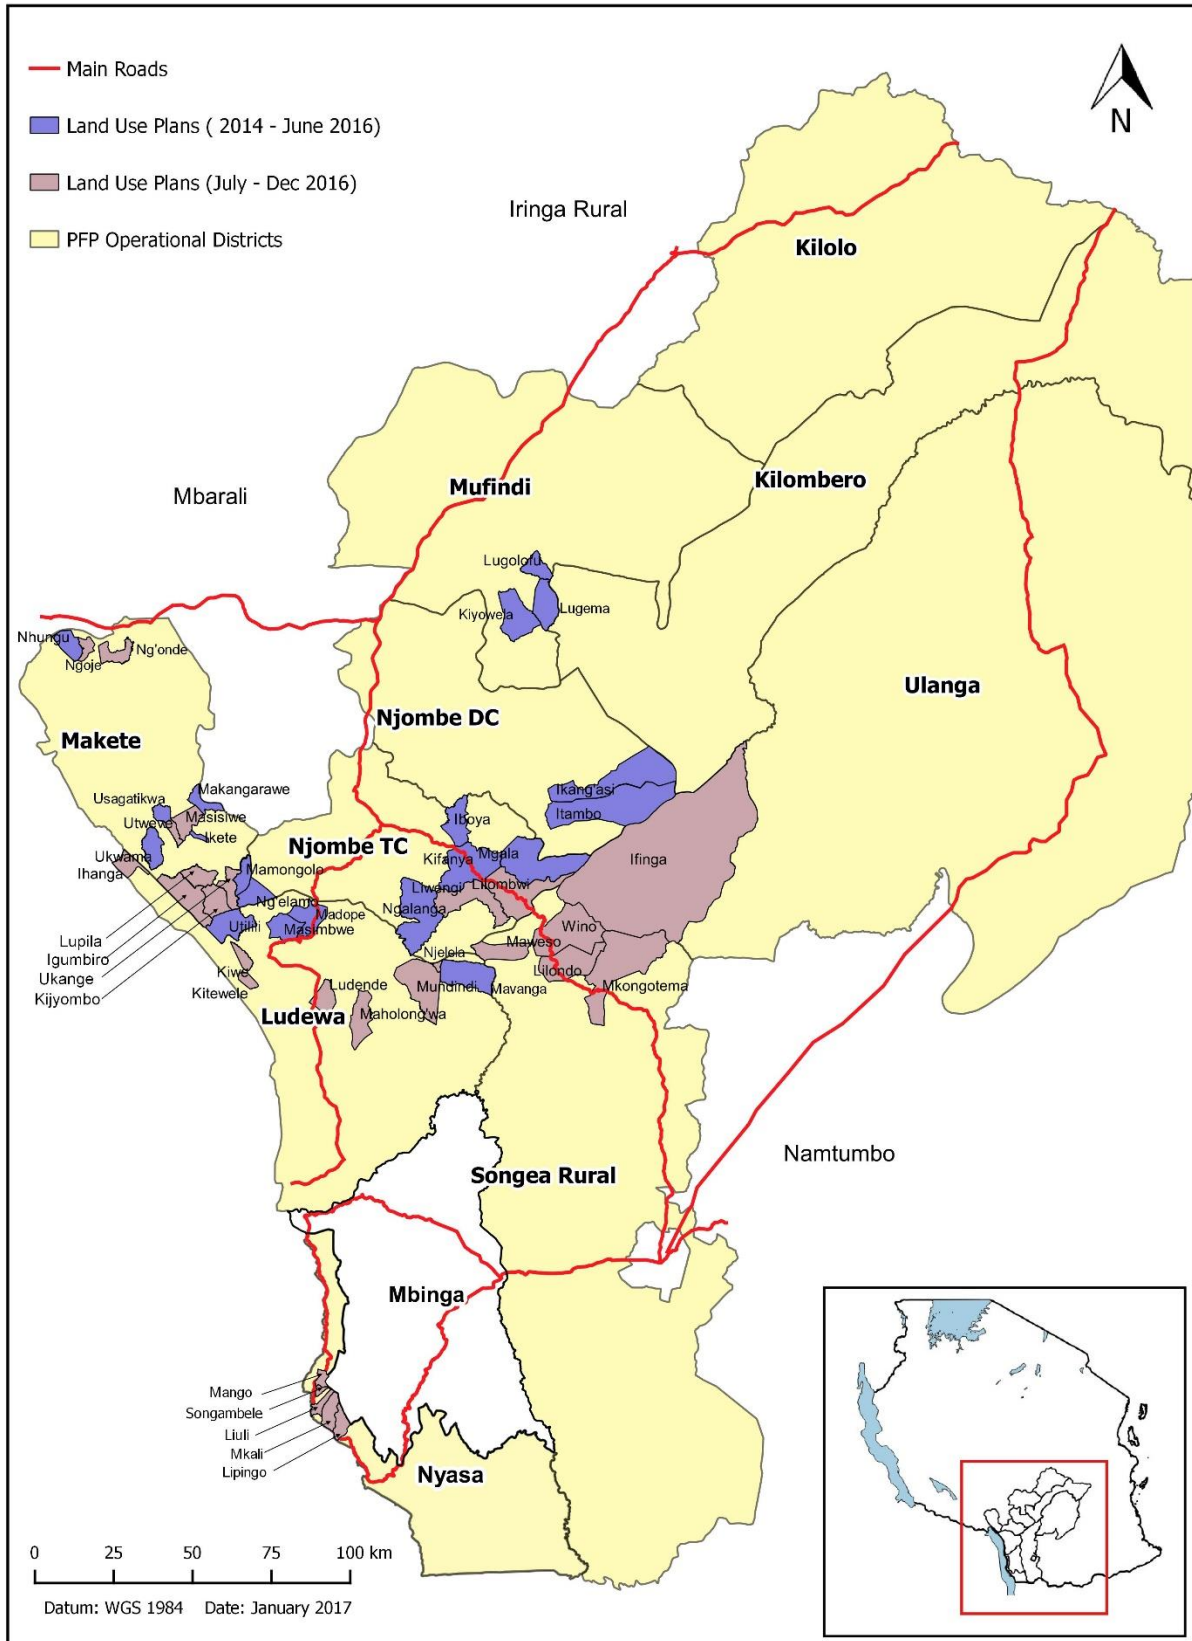 Main Roads
Land Use Plans ( 2014 - June 2016)
Land Use Plans (July - Dec 2016)
PFP Operational Districts
N
Iringa Rural
Kilolo
Mbarali
Mufindi
Kilombero
Lugolofu
Kiyowela
Lugema
Nhungu
Ngoje
Ng'onde
Makete
Njombe DC
Ulanga
Usagatikwa
Makangarawe
Utweve
Masisiwe
Ikete
Ukwama
Ihanga
Njombe TC
Iboya
Ikang'asi
Itambo
Kifanya
Mgala
Ifinga
Mamongolo
Liwengi
Lilombwi
Ng'elamo
Ngalanga
Madope
Utilili
Masimbwe
Wino
Lupila
Igumbiro
Ukange
Kijyombo
Njelela
Maweso
Lilondo
Kiwe
Kitewele
Ludende
Mundindi
Mavanga
Mkongotema
Ludewa
Maholong'wa
Namtumbo
Songea Rural
Mbinga
Mango
Songambele
Liuli
Mkali
Lipingo
Nyasa
0 25 50 75 100 km
Datum: WGS 1984 Date: January 2017